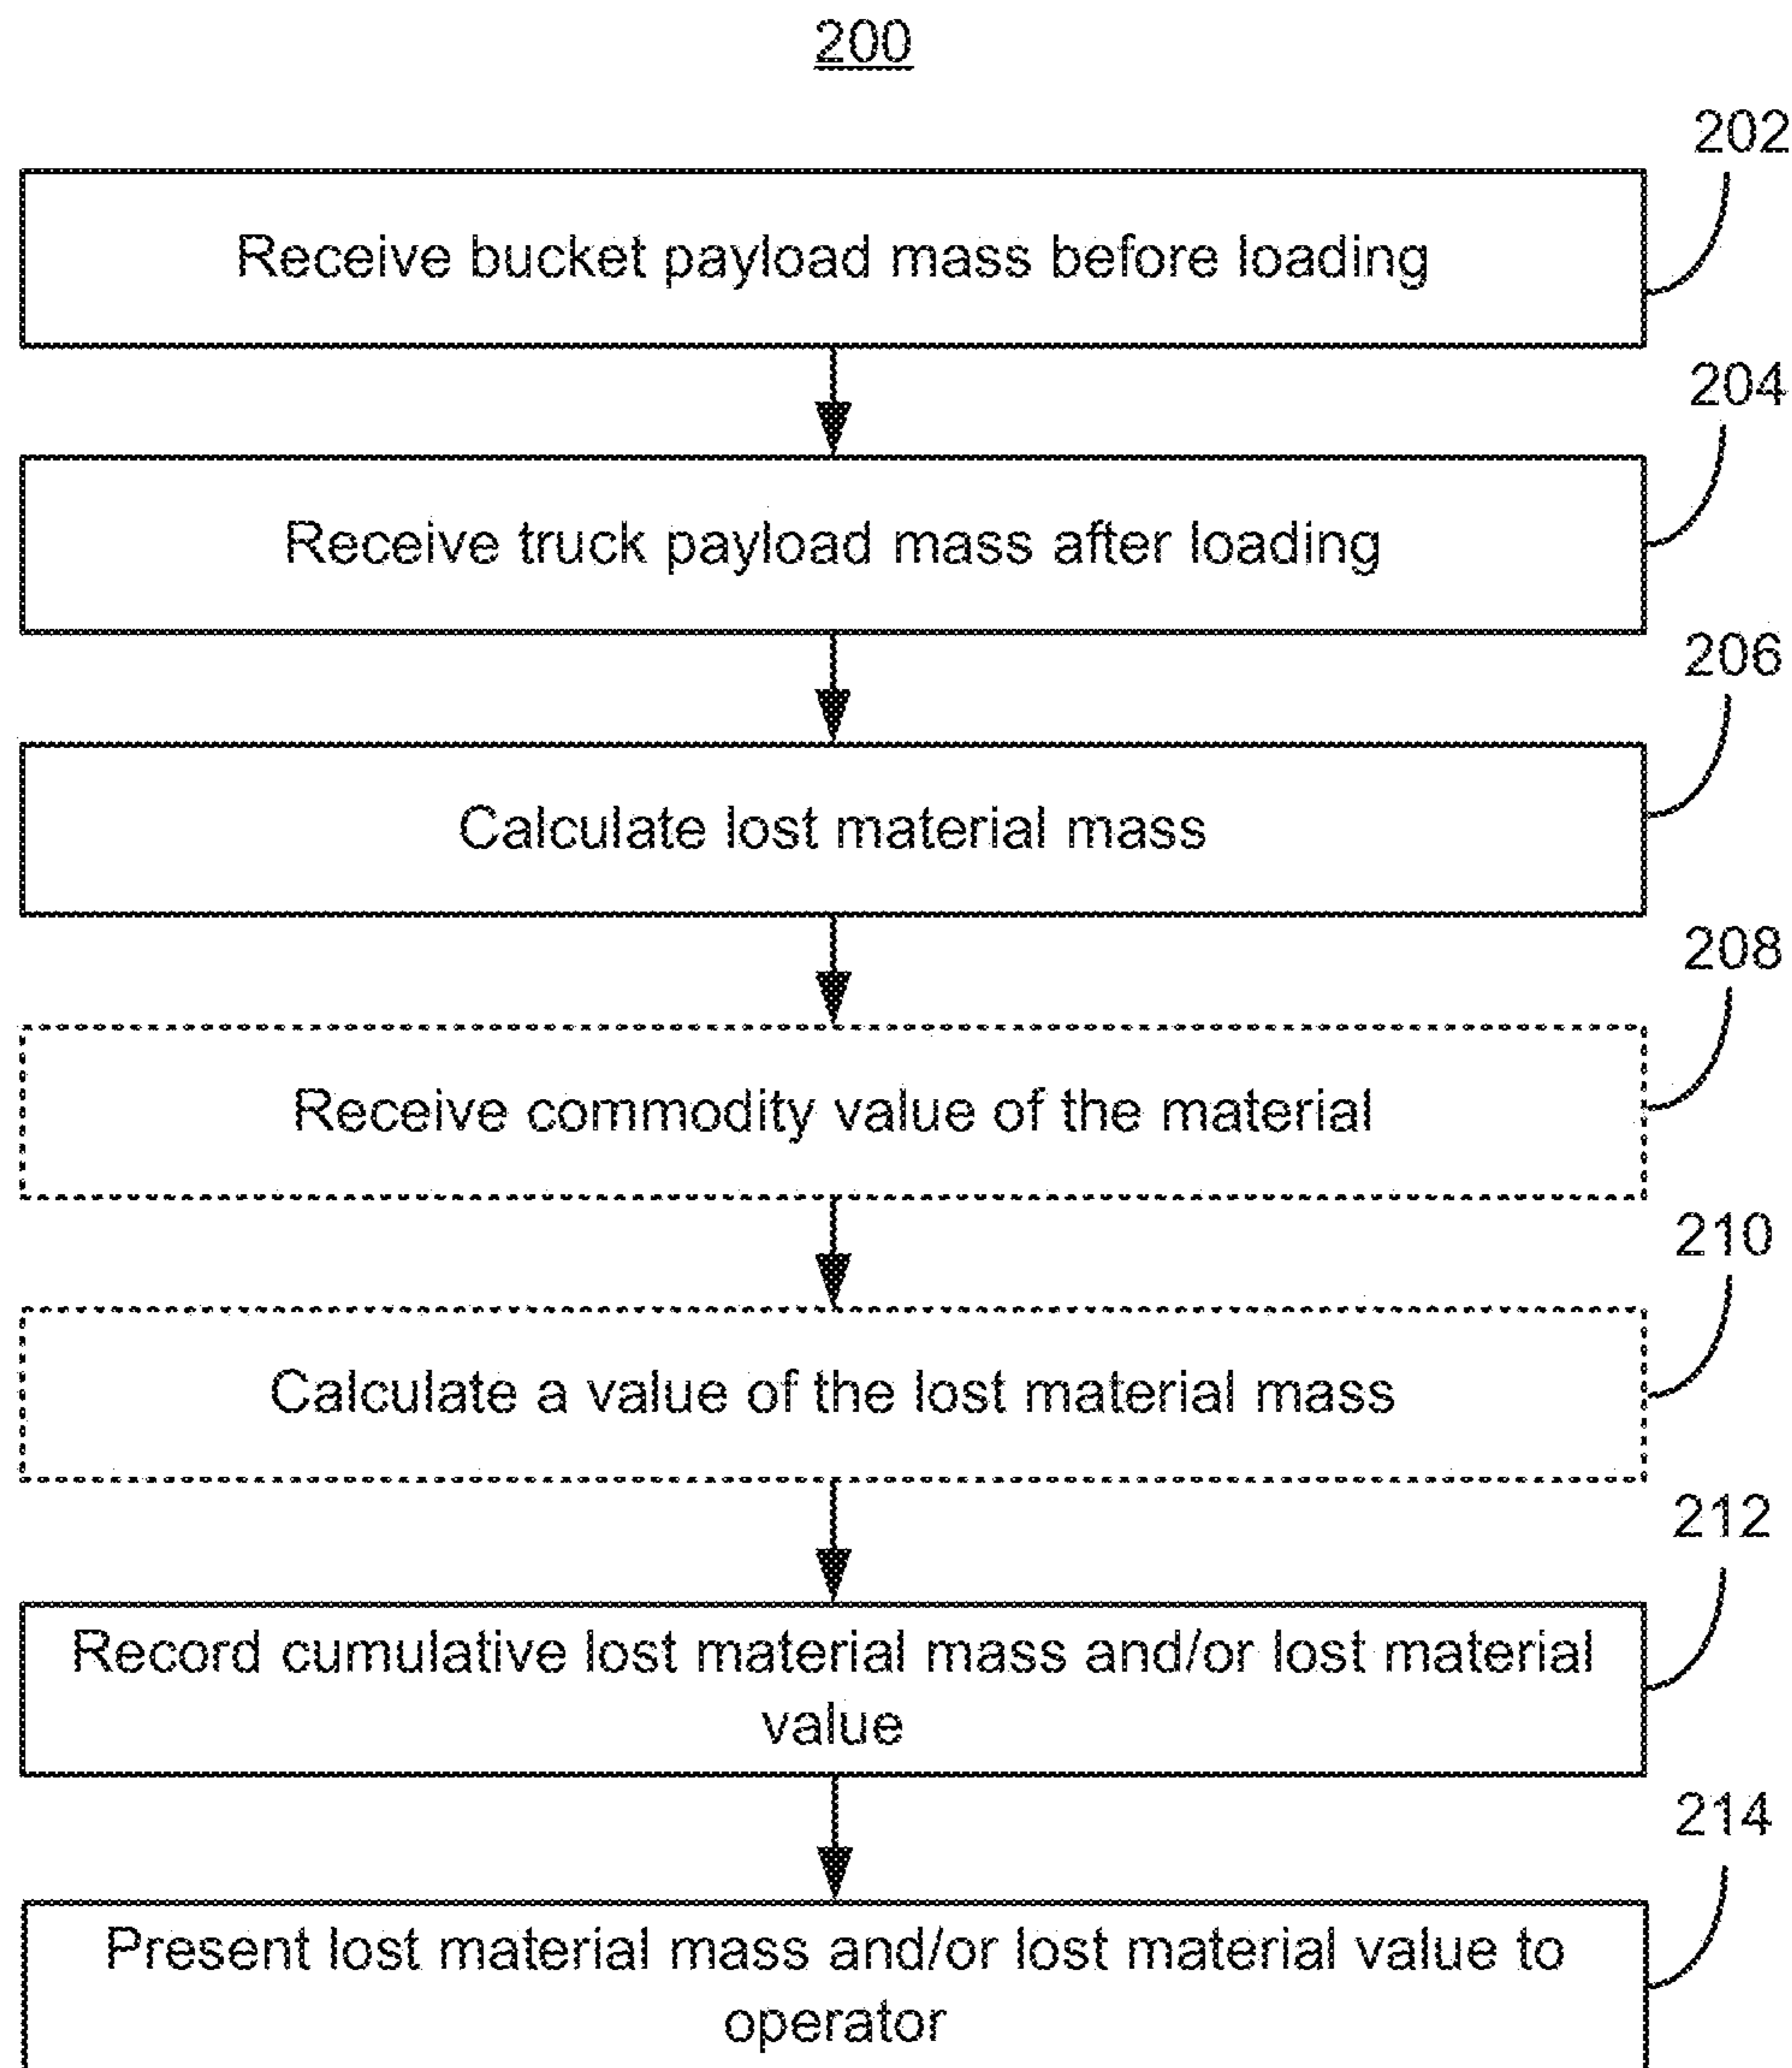 200
202
Receive bucket payload mass before loading
204
Receive truck payload mass after loading
206
Calculate lost material mass
208
Receive commodity value of the material
210
Calculate a value of the lost material mass
212
Record cumulative lost material mass and/or lost material
value
214
Present lost material mass and/or lost material value to
operator